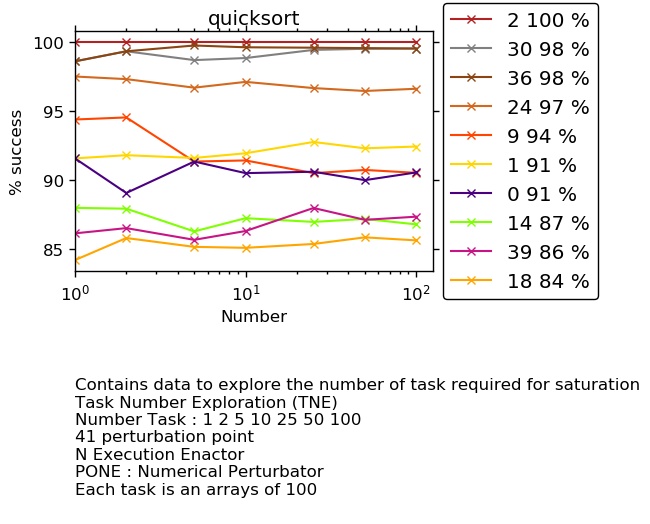 quicksort
100
95
90
85
% success
10^0
10^1
10^2
Number
2 100 %
30 98 %
36 98 %
24 97 %
9 94 %
1 91 %
0 91 %
14 87 %
39 86 %
18 84 %
Contains data to explore the number of task required for saturation
Task Number Exploration (TNE)
Number Task : 1 2 5 10 25 50 100
41 perturbation point
N Execution Enactor
PONE : Numerical Perturbator
Each task is an arrays of 100